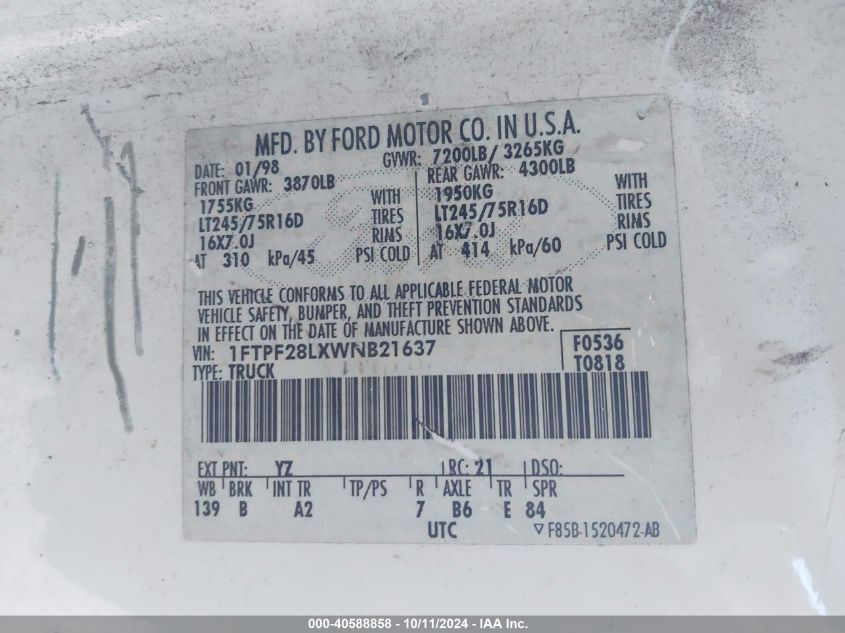 MFD. BY FORD MOTOR CO. IN U.S.A.
DATE: 01/98 GVWR: 7200LB/ 3265KG
FRONT GAWR: 3870LB REAR GAWR: 4300LB
1755KG WITH 1950KG WITH
LT245/75R16D TIRES LT245/75R16D TIRES
16X7.0J RIMS 16X7.0J RIMS
AT 310 kPa/45 PSI COLD AT 414 kPa/60 PSI COLD
THIS VEHICLE CONFORMS TO ALL APPLICABLE FEDERAL MOTOR
VEHICLE SAFETY, BUMPER, AND THEFT PREVENTION STANDARDS
IN EFFECT ON THE DATE OF MANUFACTURE SHOWN ABOVE.
VIN: 1FTPF28LXWNB21637 F0536
TYPE: TRUCK T0818
EXT PNT: YZ RC: 21 DSO:
WB BRK INT TR TP/PS R AXLE TR SPR
139 B A2 7 B6 E 84
UTC F85B-1520472-AB
000-40588858 - 10/11/2024 - IAA Inc.